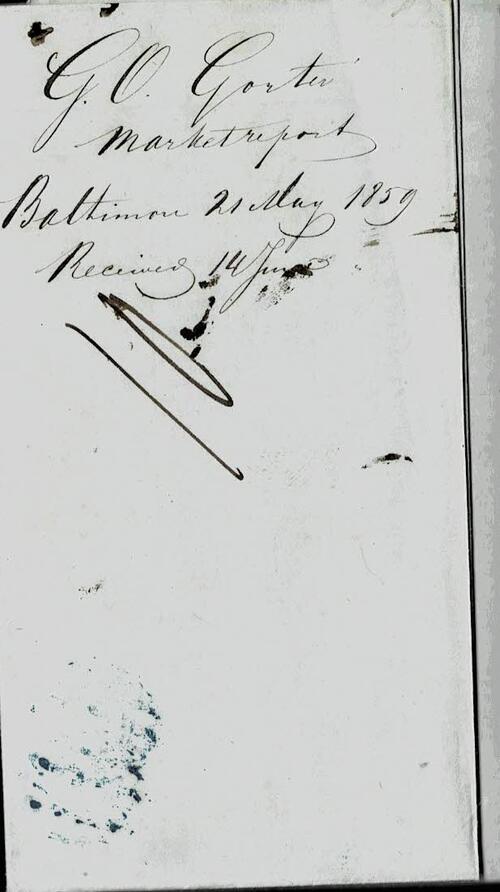 G. O. Gorter
Marketreport
Baltimore 21 May 1859
Received 14 June